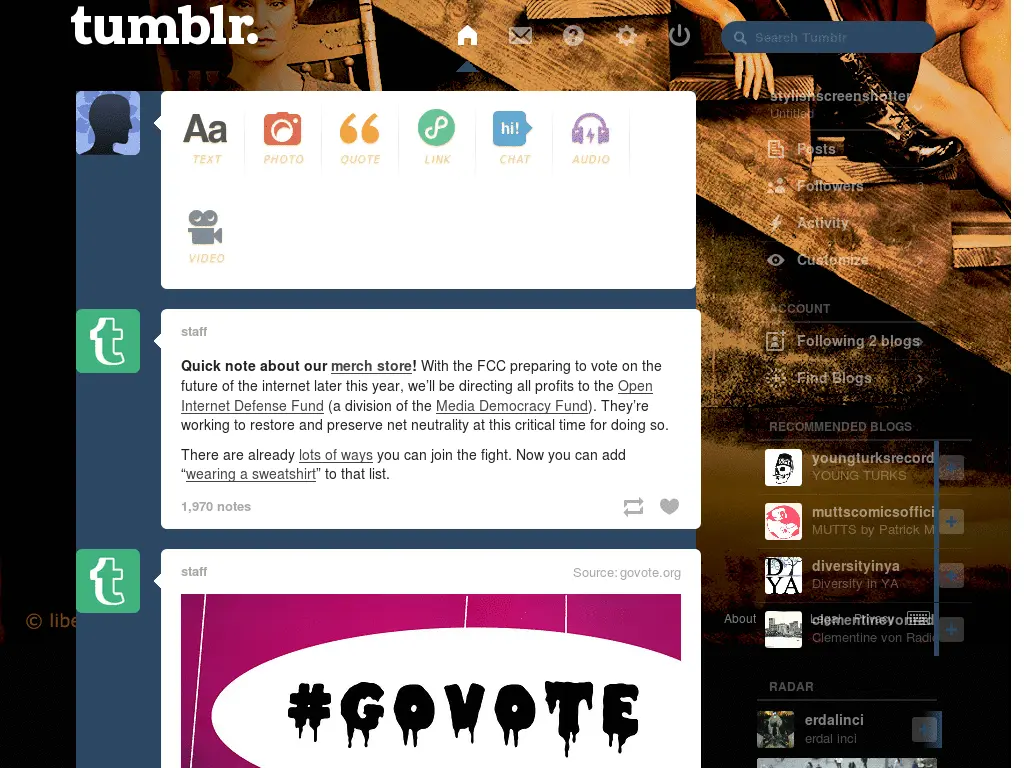 tumblr.
Search Tumblr
Aa
TEXT
PHOTO
QUOTE
LINK
hi!
CHAT
AUDIO
VIDEO
stylishscreenshotter
Untitled
Posts
Followers
3
Activity
Customize
ACCOUNT
Following 2 blogs
Find Blogs
staff
Quick note about our merch store! With the FCC preparing to vote on the
future of the internet later this year, we’ll be directing all profits to the Open
Internet Defense Fund (a division of the Media Democracy Fund). They’re
working to restore and preserve net neutrality at this critical time for doing so.
There are already lots of ways you can join the fight. Now you can add
“wearing a sweatshirt” to that list.
1,970 notes
RECOMMENDED BLOGS
youngturksrecord
YOUNG TURKS
muttscomicsoffici
MUTTS by Patrick M
DIYA
diversityinya
Diversity in YA
clementinevonrad
Clementine von Radi
About
Legal
Privacy
RADAR
erdalinci
erdal inci
staff
Source: govote.org
#GOVOTE
© libe